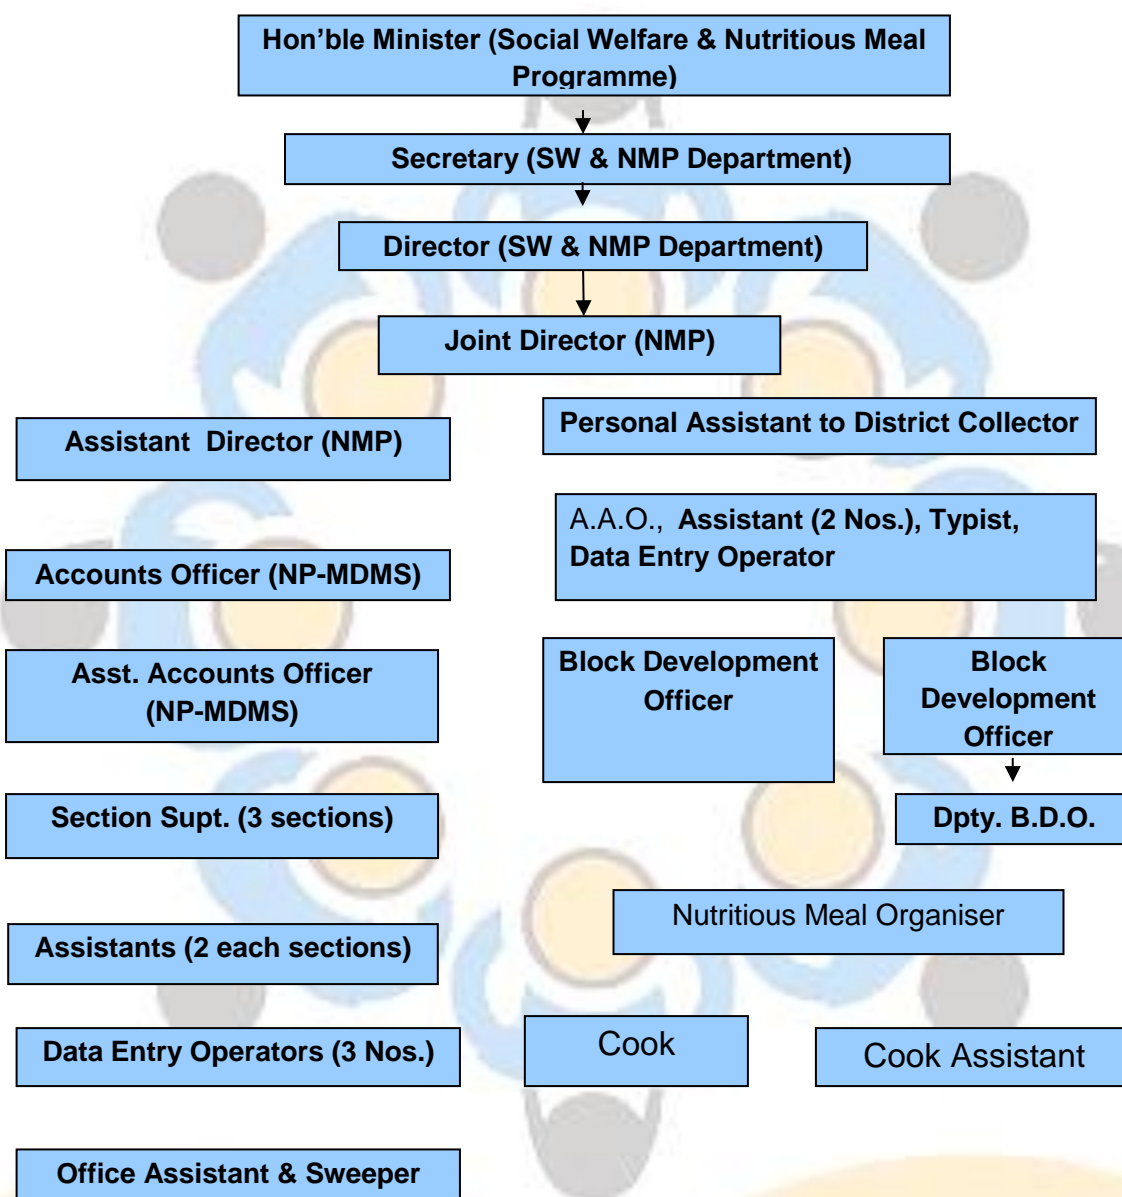 Hon’ble Minister (Social Welfare & Nutritious Meal
Programme)
Secretary (SW & NMP Department)
Director (SW & NMP Department)
Joint Director (NMP)
Assistant  Director (NMP)
Accounts Officer (NP-MDMS)
Asst. Accounts Officer
(NP-MDMS)
Section Supt. (3 sections)
Assistants (2 each sections)
Data Entry Operators (3 Nos.)
Office Assistant & Sweeper
Personal Assistant to District Collector
A.A.O.,  Assistant (2 Nos.), Typist,
Data Entry Operator
Block Development
Officer
Block
Development
Officer
Dpty. B.D.O.
Nutritious Meal Organiser
Cook
Cook Assistant